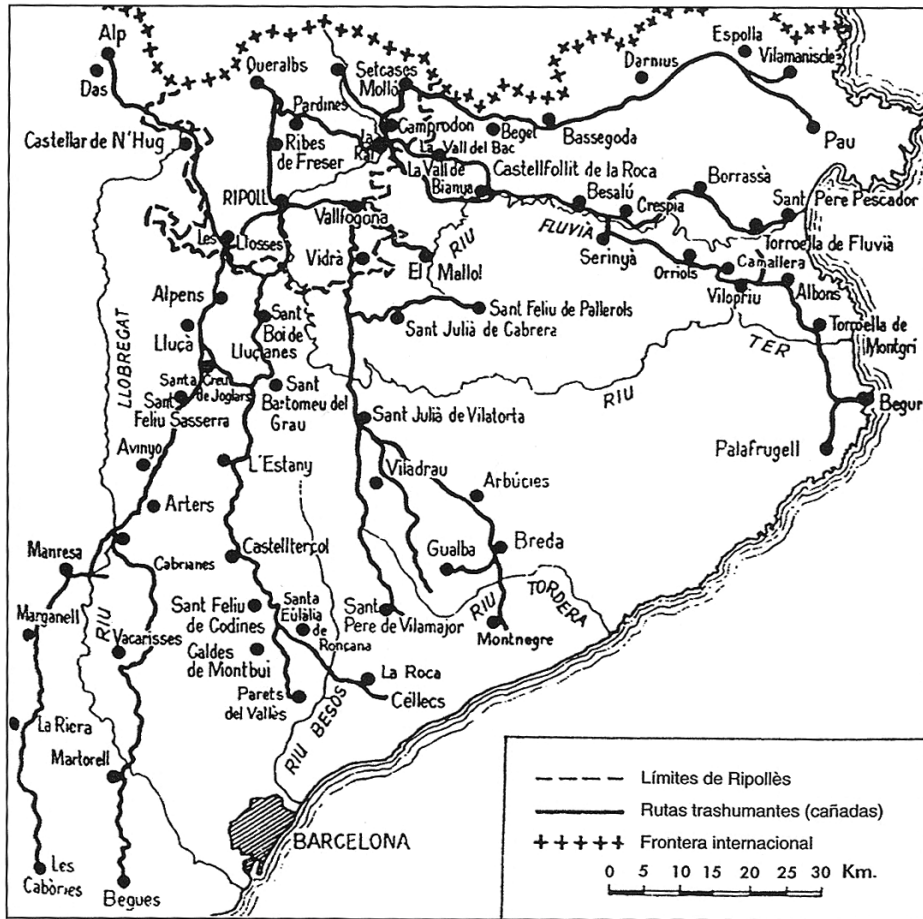 Alp
Das
Queralbs
Setcases
Molló
Espolla
Darnius
Vilamaniscle
Pardines
Camprodon
Beget
Bassegoda
Pau
Castellar de N'Hug
Ribes
de Freser
La
Ral
La Vall del Bac
La Vall de
Bianya
Castellfollit de la Roca
Besalú
Crespia
Borrassà
Sant
Pere Pescador
RIPOLL
Vallfogona
RIU
FLUVIÀ
Serinyà
Torroella de Fluvià
Les
Llosses
Vidrà
El Mallol
Orriols
Camallera
Vilopriu
Albons
Alpens
Sant
Boi de
Lluçanes
Sant Feliu de Pallerols
Sant Julià de Cabrera
Torroella de
Montgrí
Lluçà
LLOBREGAT
RIU
TER
Santa Creu
de Joglars
Sant
Feliu Sasserra
Sant
Bartomeu del
Grau
Sant Julià de Vilatorta
Begur
Palafrugell
Avinyo
L'Estany
Viladrau
Arbúcies
Arters
Manresa
Cabrianes
Castellterçol
Gualba
Breda
Marganell
RIU
Vacarisses
Sant Feliu
de Codines
Santa
Eulàlia
de
Ronçana
Sant
Pere de Vilamajor
RIU
TORDERA
Montnegre
Caldes
de Montbui
La Roca
Céllecs
Parets
del Vallès
La Riera
Martorell
RIU BESOS
BARCELONA
Les
Cabòries
Begues
Límites de Ripollès
Rutas trashumantes (cañadas)
Frontera internacional
0 5 10 15 20 25 30 Km.